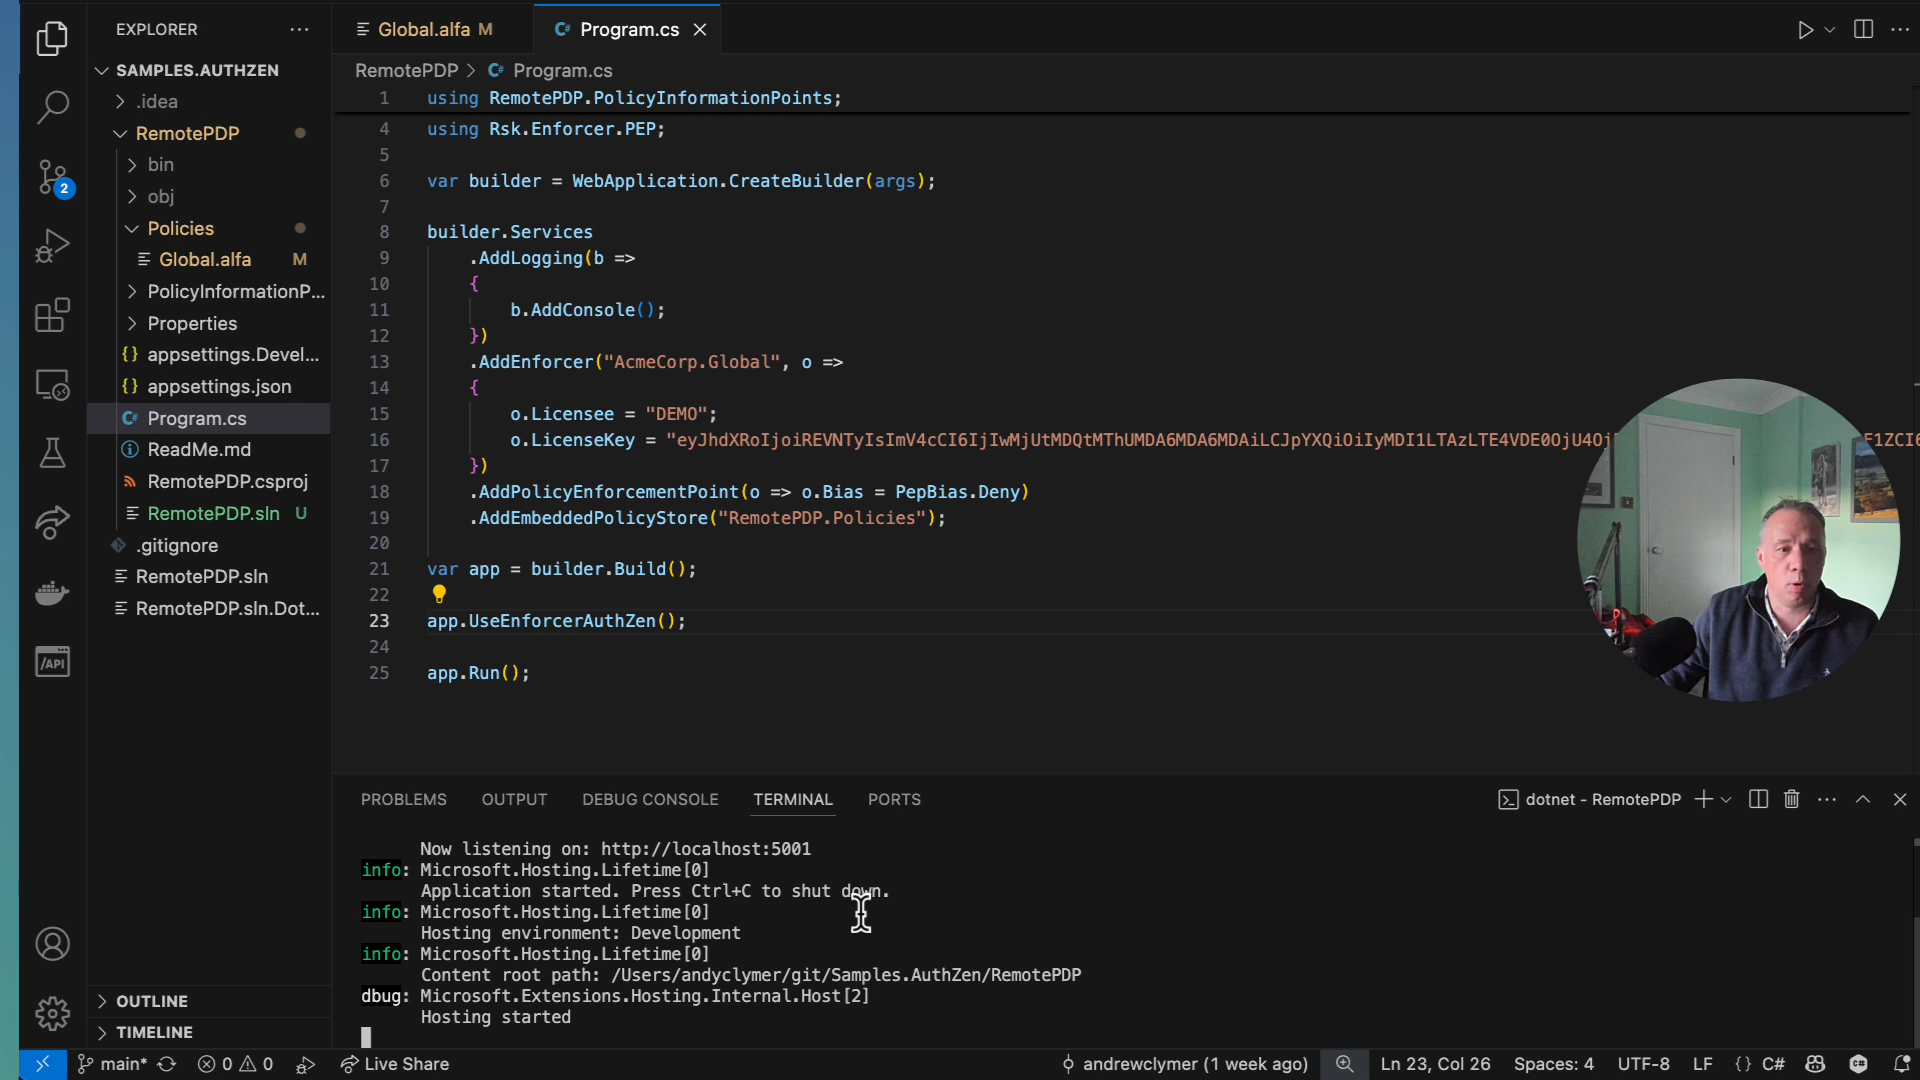 EXPLORER
SAMPLES.AUTHZEN
.idea
RemotePDP
bin
obj
Policies
Global.alfa M
PolicyInformationP...
Properties
{} appsettings.Devel...
{} appsettings.json
C# Program.cs
ReadMe.md
RemotePDP.csproj
RemotePDP.sln U
.gitignore
RemotePDP.sln
RemotePDP.sln.Dot...
OUTLINE
TIMELINE
2
/API
Global.alfa M
C# Program.cs
RemotePDP > C# Program.cs
1 using RemotePDP.PolicyInformationPoints;
4 using Rsk.Enforcer.PEP;
5
6 var builder = WebApplication.CreateBuilder(args);
7
8 builder.Services
9 .AddLogging(b =>
10 {
11 b.AddConsole();
12 })
13 .AddEnforcer("AcmeCorp.Global", o =>
14 {
15 o.Licensee = "DEMO";
16 o.LicenseKey = "eyJhdXRoIjoiREVNTyIsImV4cCI6IjIwMjUtMDQtMThUMDA6MDA6MDAiLCJpYXQiOiIyMDI1LTAzLTE4VDE0OjU4Oj
17 })
18 .AddPolicyEnforcementPoint(o => o.Bias = PepBias.Deny)
19 .AddEmbeddedPolicyStore("RemotePDP.Policies");
20
21 var app = builder.Build();
22
23 app.UseEnforcerAuthZen();
24
25 app.Run();
PROBLEMS OUTPUT DEBUG CONSOLE TERMINAL PORTS
dotnet - RemotePDP
Now listening on: http://localhost:5001
info: Microsoft.Hosting.Lifetime[0]
Application started. Press Ctrl+C to shut down.
info: Microsoft.Hosting.Lifetime[0]
Hosting environment: Development
info: Microsoft.Hosting.Lifetime[0]
Content root path: /Users/andyclymer/git/Samples.AuthZen/RemotePDP
dbug: Microsoft.Extensions.Hosting.Internal.Host[2]
Hosting started
main* 0 0 Live Share andrewclymer (1 week ago) Ln 23, Col 26 Spaces: 4 UTF-8 LF {} C#